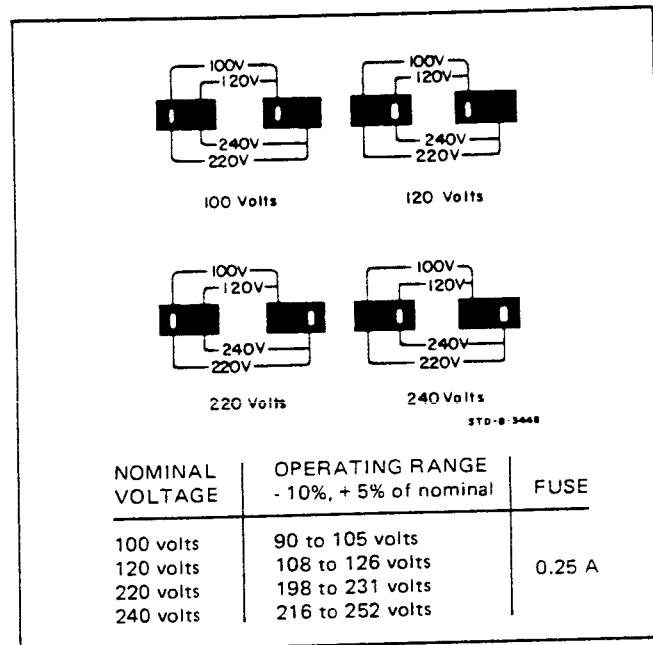 100V 100V
120V 120V
240V 240V
220V 220V
100 Volts 120 Volts
100V 100V
120V 120V
240V 240V
220V 220V
220 Volts 240 Volts
STD-B-3448
NOMINAL VOLTAGE
OPERATING RANGE
- 10%, + 5% of nominal
FUSE
100 volts 90 to 105 volts
120 volts 108 to 126 volts
220 volts 198 to 231 volts
240 volts 216 to 252 volts
0.25 A